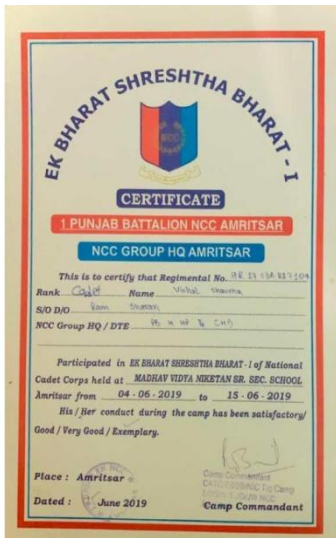 EK BHARAT SHRESHTHA BHARAT - I
NCC
CERTIFICATE
1 PUNJAB BATTALION NCC AMRITSAR
NCC GROUP HQ AMRITSAR
This is to certify that Regimental No.
Rank Cadet Name Vishal Sharma
S/O D/O Ram
NCC Group HQ / DTE
Participated in EK BHARAT SHRESHTHA BHARAT - I of National
Cadet Corps held at MADHAV VIDYA NIKETAN SR. SEC. SCHOOL
Amritsar from 04 - 06 - 2019 to 15 - 06 - 2019
His / Her conduct during the camp has been satisfactory/
Good / Very Good / Exemplary.
Place : Amritsar
Camp Commandant
Dated : June 2019
Camp Commandant